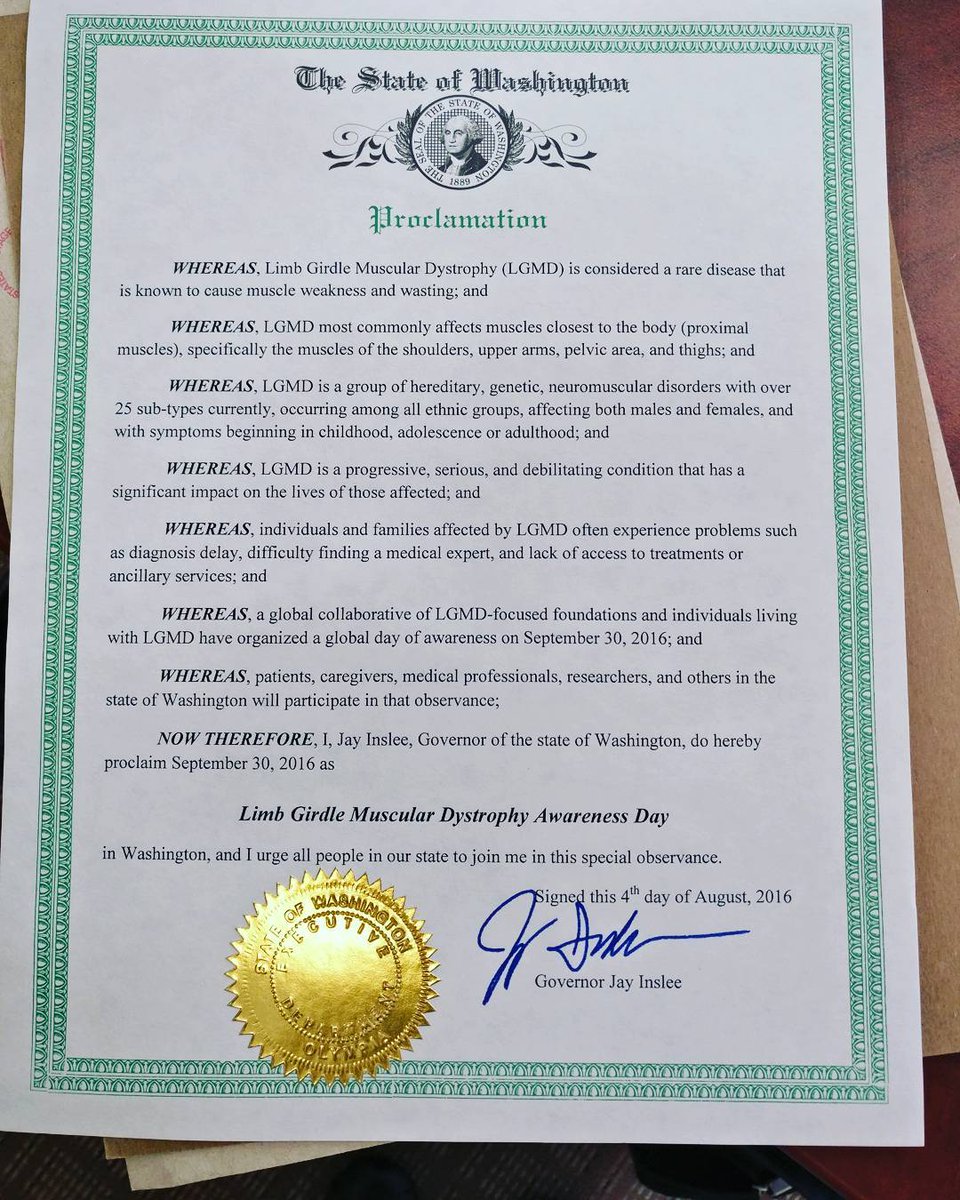 The State of Washington
THE SEAL OF THE STATE OF WASHINGTON
1889
Proclamation
WHEREAS, Limb Girdle Muscular Dystrophy (LGMD) is considered a rare disease that
is known to cause muscle weakness and wasting; and
WHEREAS, LGMD most commonly affects muscles closest to the body (proximal
muscles), specifically the muscles of the shoulders, upper arms, pelvic area, and thighs; and
WHEREAS, LGMD is a group of hereditary, genetic, neuromuscular disorders with over
25 sub-types currently, occurring among all ethnic groups, affecting both males and females, and
with symptoms beginning in childhood, adolescence or adulthood; and
WHEREAS, LGMD is a progressive, serious, and debilitating condition that has a
significant impact on the lives of those affected; and
WHEREAS, individuals and families affected by LGMD often experience problems such
as diagnosis delay, difficulty finding a medical expert, and lack of access to treatments or
ancillary services; and
WHEREAS, a global collaborative of LGMD-focused foundations and individuals living
with LGMD have organized a global day of awareness on September 30, 2016; and
WHEREAS, patients, caregivers, medical professionals, researchers, and others in the
state of Washington will participate in that observance;
NOW THEREFORE, I, Jay Inslee, Governor of the state of Washington, do hereby
proclaim September 30, 2016 as
Limb Girdle Muscular Dystrophy Awareness Day
in Washington, and I urge all people in our state to join me in this special observance.
Signed this 4th day of August, 2016
Governor Jay Inslee
STATE OF WASHINGTON
EXECUTIVE
DEPARTMENT
OLYMPIA